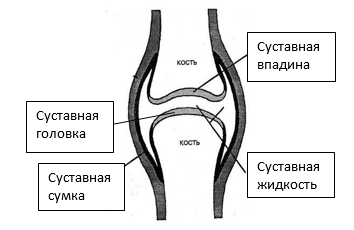 Суставная
впадина
кость
Суставная
головка
кость
Суставная
жидкость
Суставная
сумка